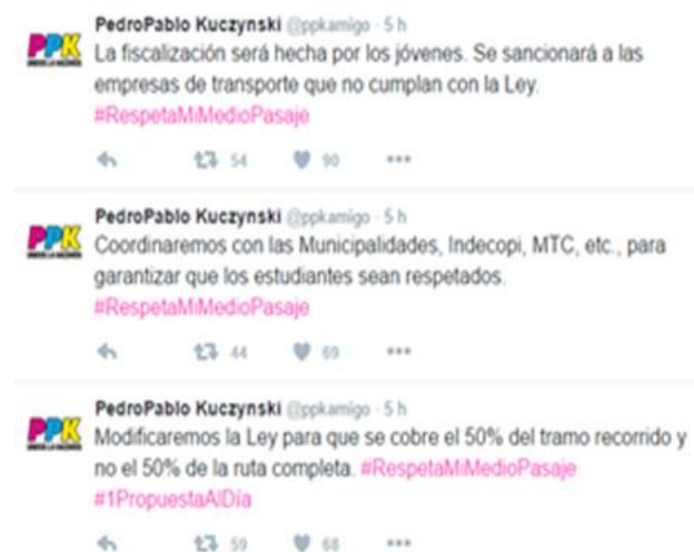 PedroPablo Kuczynski @ppkamigo · 5 h
PPK
La fiscalización será hecha por los jóvenes. Se sancionará a las
empresas de transporte que no cumplan con la Ley.
#RespetaMiMedioPasaje
54 90
PedroPablo Kuczynski @ppkamigo · 5 h
PPK
Coordinaremos con las Municipalidades, Indecopi, MTC, etc., para
garantizar que los estudiantes sean respetados.
#RespetaMiMedioPasaje
44 69
PedroPablo Kuczynski @ppkamigo · 5 h
PPK
Modificaremos la Ley para que se cobre el 50% del tramo recorrido y
no el 50% de la ruta completa. #RespetaMiMedioPasaje
#1PropuestaAlDía
59 68